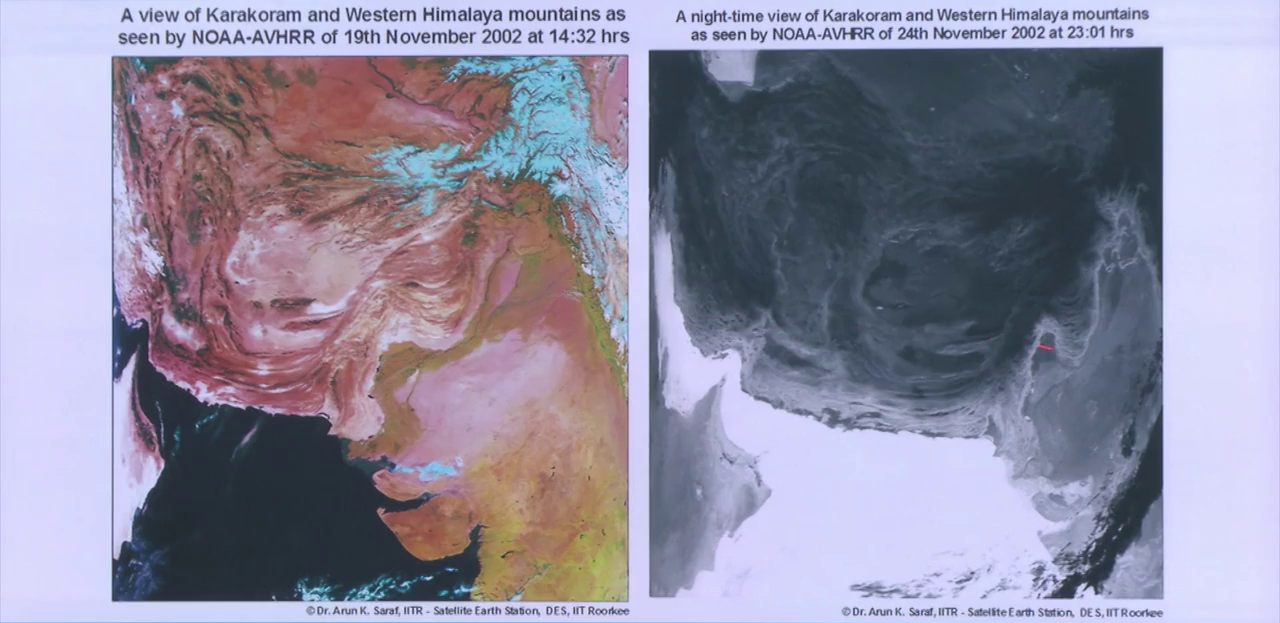 A view of Karakoram and Western Himalaya mountains as
seen by NOAA-AVHRR of 19th November 2002 at 14:32 hrs
© Dr. Arun K. Saraf, IITR - Satellite Earth Station, DES, IIT Roorkee
A night-time view of Karakoram and Western Himalaya mountains
as seen by NOAA-AVHRR of 24th November 2002 at 23:01 hrs
© Dr. Arun K. Saraf, IITR - Satellite Earth Station, DES, IIT Roorkee